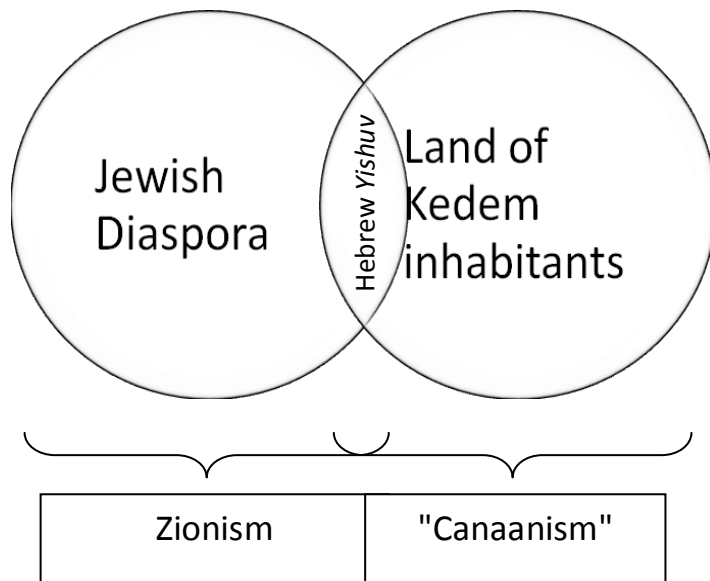 Jewish
Diaspora
Hebrew Yishuv
Land of
Kedem
inhabitants
Zionism
"Canaanism"